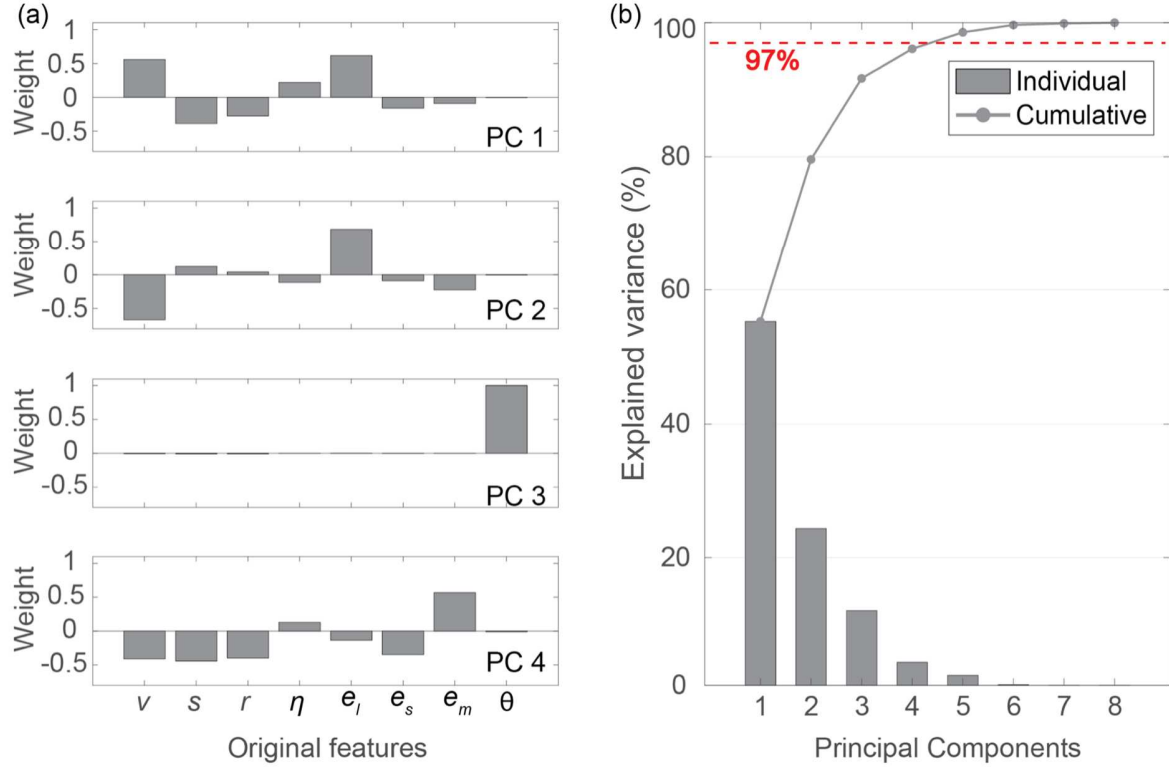 (a)
1
0.5
0
-0.5
Weight
PC 1
1
0.5
0
-0.5
Weight
PC 2
1
0.5
0
-0.5
Weight
PC 3
1
0.5
0
-0.5
Weight
PC 4
v s r η e_l e_s e_m θ
Original features
(b)
100
80
60
40
20
0
Explained variance (%)
97%
Individual
Cumulative
1 2 3 4 5 6 7 8
Principal Components